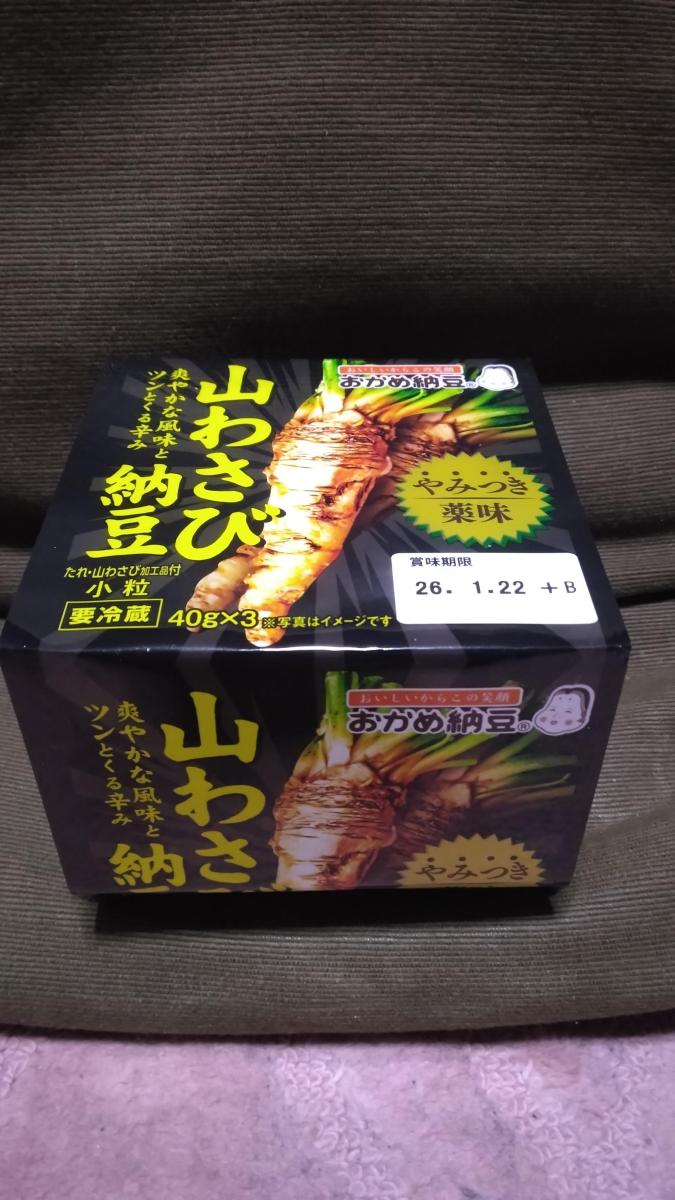 おいしいからこの笑顔
おかめ納豆®
山わさび
納豆
爽やかな風味と
ツンとくる辛み
やみつき
薬味
たれ・山わさび加工品付
小粒
要冷蔵
40g×3
※写真はイメージです
賞味期限
26. 1.22 +B
おいしいからこの笑顔
おかめ納豆®
山わさび
納豆
爽やかな風味と
ツンとくる辛み
やみつき